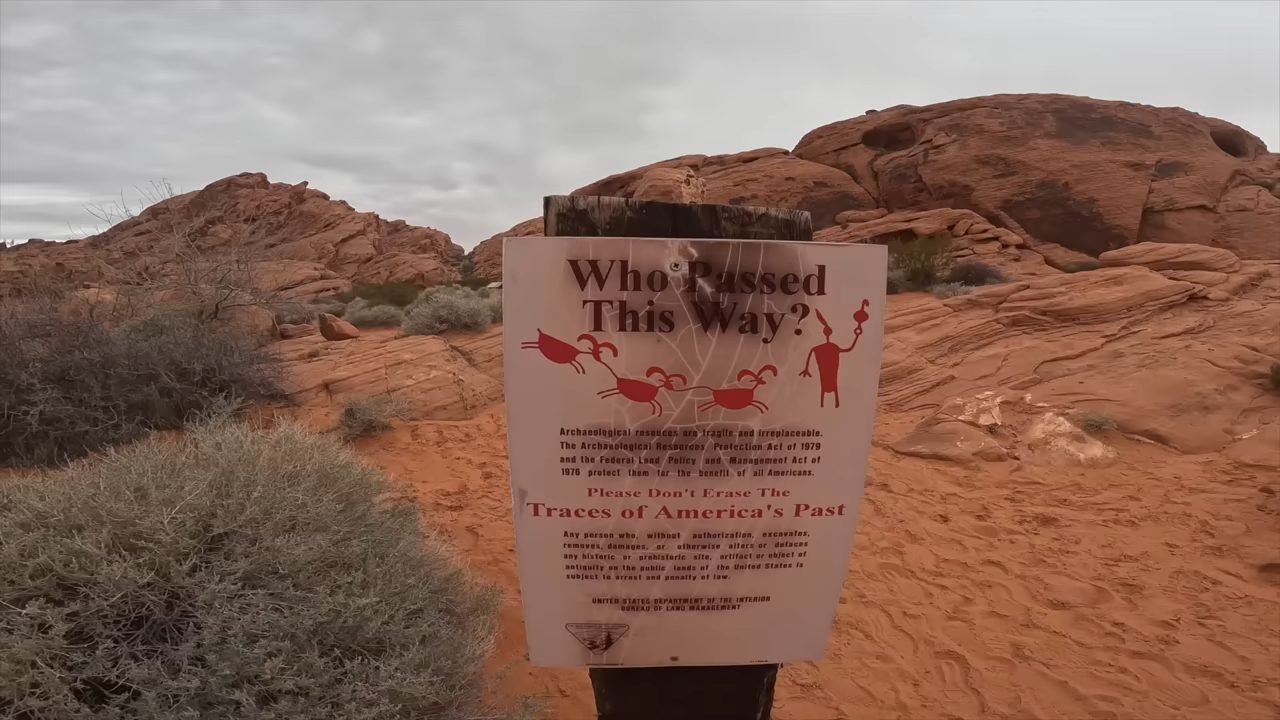 Who Passed
This Way?
Archaeological resources are fragile and irreplaceable.
The Archaeological Resources Protection Act of 1979
and the Federal Land Policy and Management Act of
1976 protect them for the benefit of all Americans.
Please Don't Erase The
Traces of America's Past
Any person who, without authorization, excavates,
removes, damages, or otherwise alters or defaces
any historic or prehistoric site, artifact or object of
antiquity on the public lands of the United States is
subject to arrest and penalty of law.
UNITED STATES DEPARTMENT OF THE INTERIOR
BUREAU OF LAND MANAGEMENT